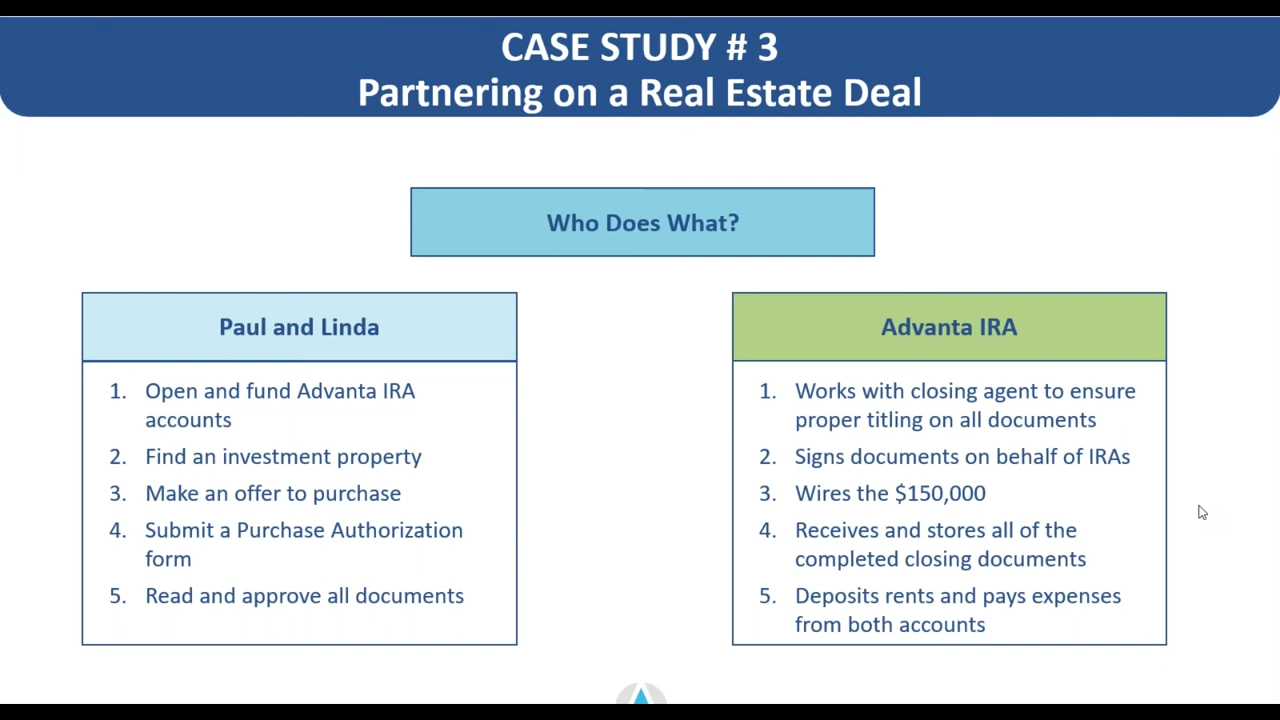 CASE STUDY # 3
Partnering on a Real Estate Deal
Who Does What?
Paul and Linda
1. Open and fund Advanta IRA
accounts
2. Find an investment property
3. Make an offer to purchase
4. Submit a Purchase Authorization
form
5. Read and approve all documents
Advanta IRA
1. Works with closing agent to ensure
proper titling on all documents
2. Signs documents on behalf of IRAs
3. Wires the $150,000
4. Receives and stores all of the
completed closing documents
5. Deposits rents and pays expenses
from both accounts